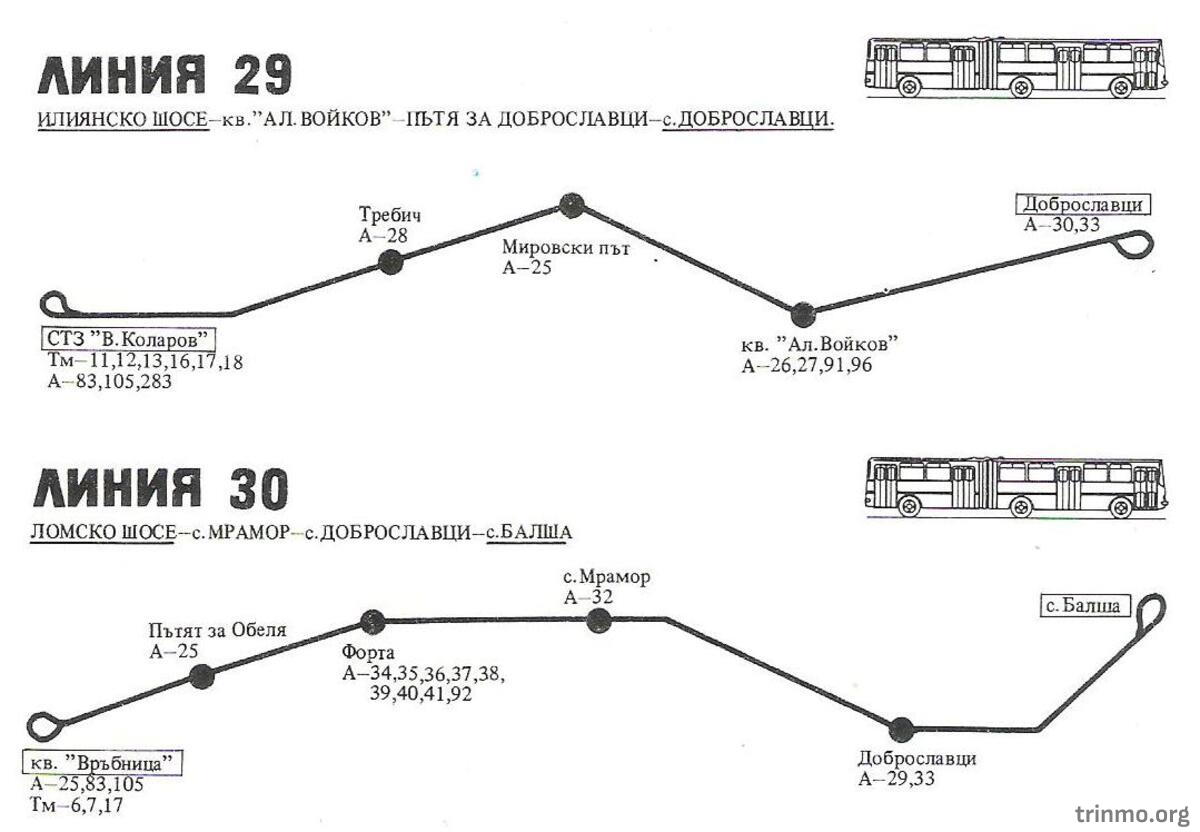 ЛИНИЯ 29
ИЛИЯНСКО ШОСЕ–кв."АЛ.ВОЙКОВ"–ПЪТЯ ЗА ДОБРОСЛАВЦИ–с.ДОБРОСЛАВЦИ.
Требич
А–28
Мировски път
А–25
Доброславци
А–30,33
СТЗ "В.Коларов"
Тм–11,12,13,16,17,18
А–83,105,283
кв. "Ал.Войков"
А–26,27,91,96
ЛИНИЯ 30
ЛОМСКО ШОСЕ–с.МРАМОР–с.ДОБРОСЛАВЦИ–с.БАЛША
с.Мрамор
А–32
с.Балша
Пътят за Обеля
А–25
Форта
А–34,35,36,37,38,
39,40,41,92
кв. "Връбница"
А–25,83,105
Тм–6,7,17
Доброславци
А–29,33
trinmo.org